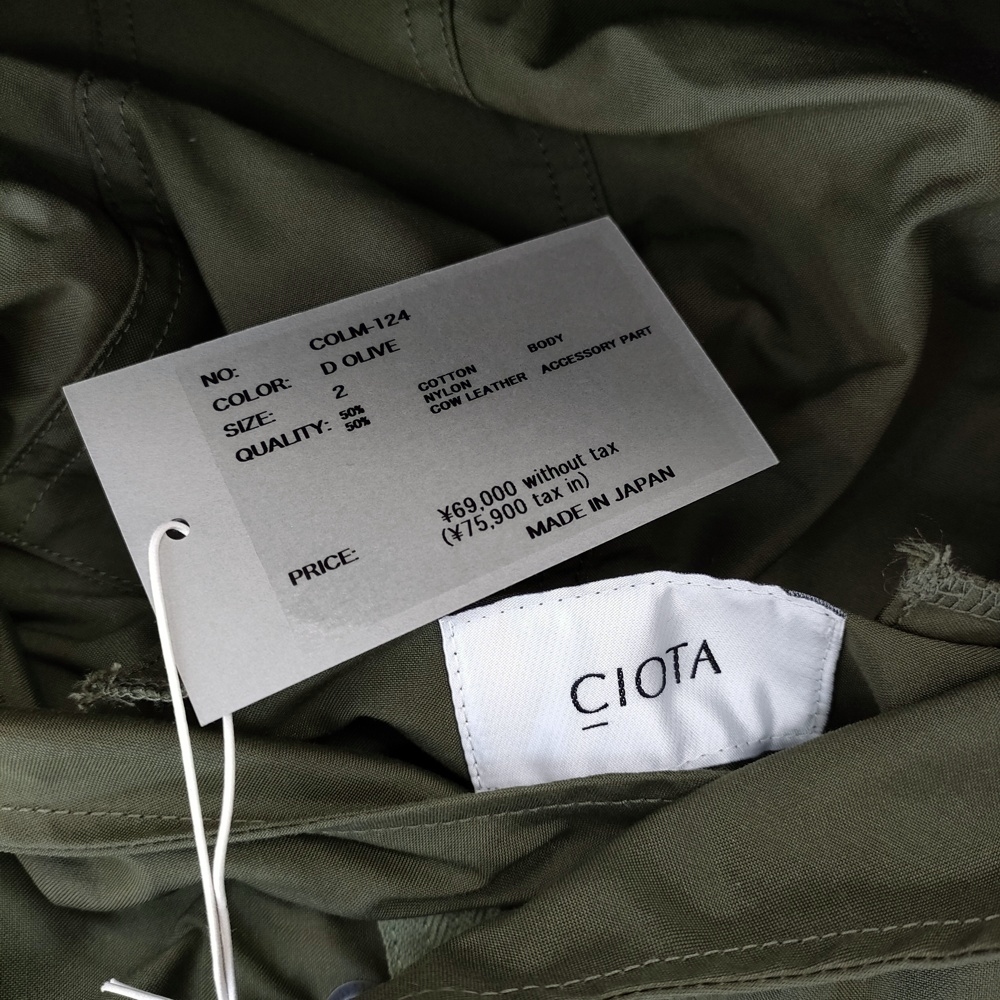 NO: COLM-124
COLOR: D OLIVE
SIZE: 2
QUALITY: 50% COTTON BODY
50% NYLON
COW LEATHER ACCESSORY PART
PRICE: ¥69,000 without tax
(¥75,900 tax in)
MADE IN JAPAN
CIOTA